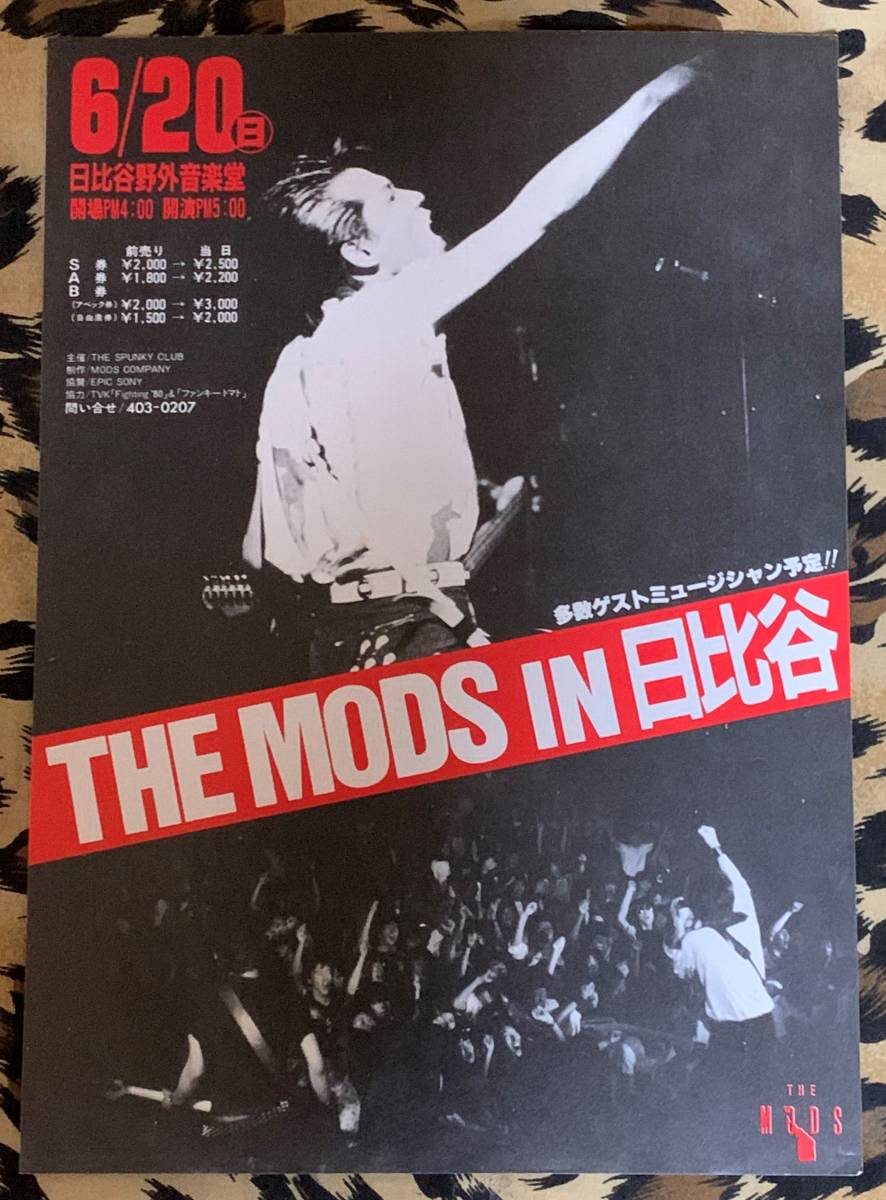 6/20㊐
日比谷野外音楽堂
開場PM4:00 開演PM5:00
前売り 当日
S 券 ¥2,000 → ¥2,500
A 券 ¥1,800 → ¥2,200
B 券
(アベック券) ¥2,000 → ¥3,000
(自由席券) ¥1,500 → ¥2,000
主催/THE SPUNKY CLUB
制作/MODS COMPANY
協賛/EPIC SONY
協力/TVK「Fighting '80」&「ファンキートマト」
問い合せ/403-0207
多数ゲストミュージシャン予定!!
THE MODS IN 日比谷
THE
MODS